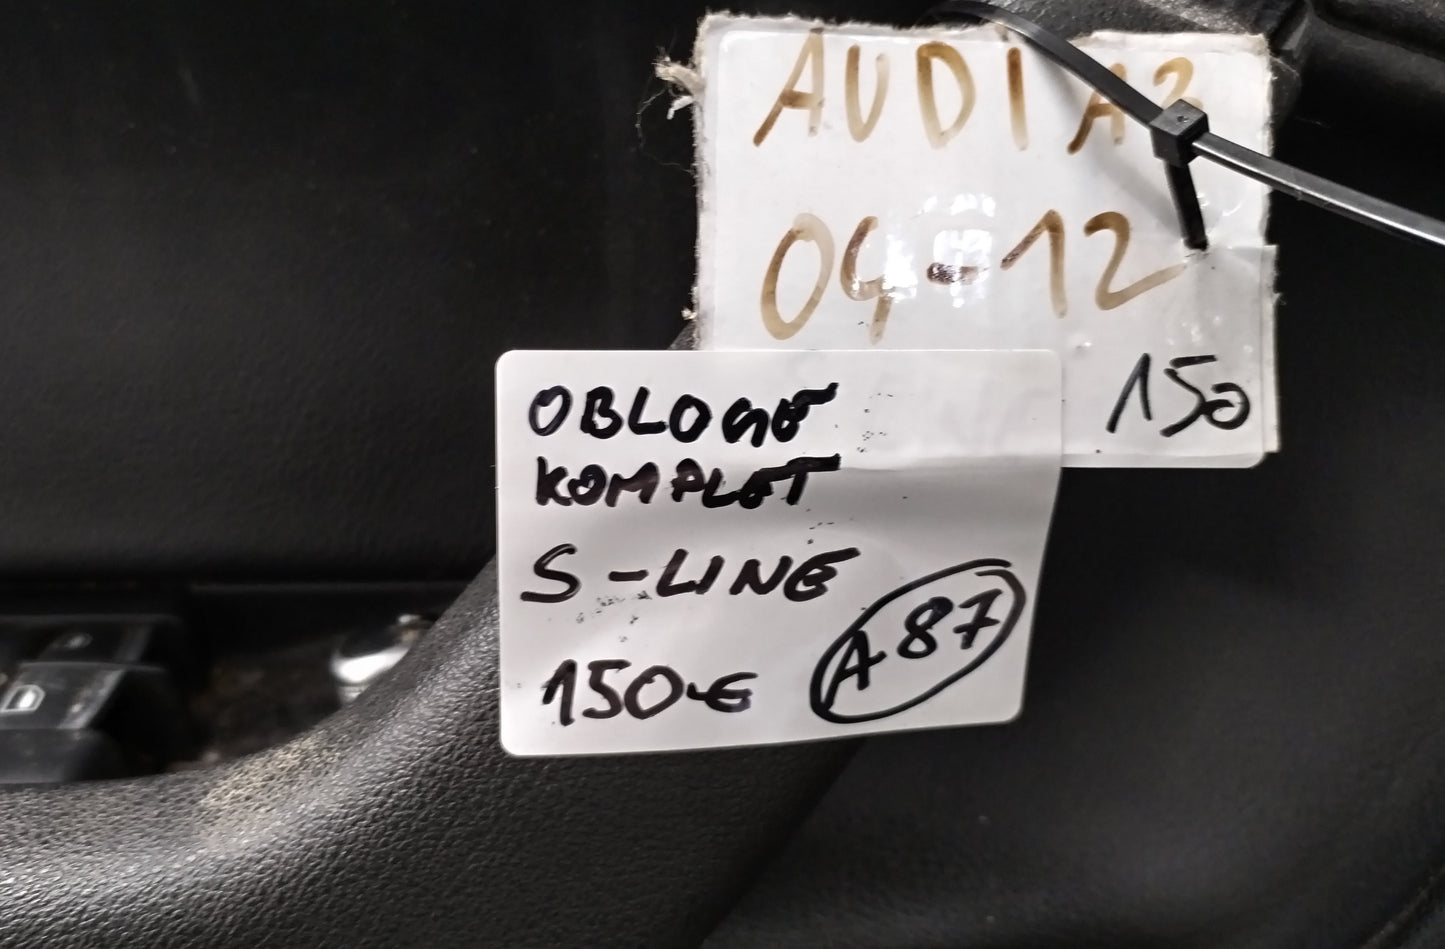 AUDI A3
04-12
150
OBLOGE
KOMPLET
S-LINE
150€
A87